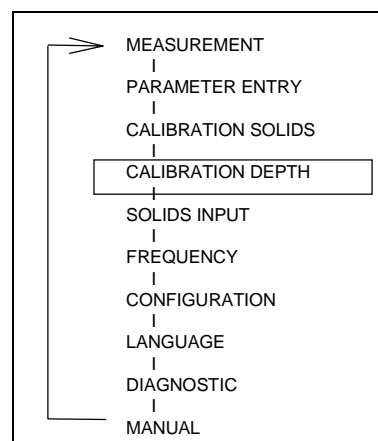 MEASUREMENT
PARAMETER ENTRY
CALIBRATION SOLIDS
CALIBRATION DEPTH
SOLIDS INPUT
FREQUENCY
CONFIGURATION
LANGUAGE
DIAGNOSTIC
MANUAL